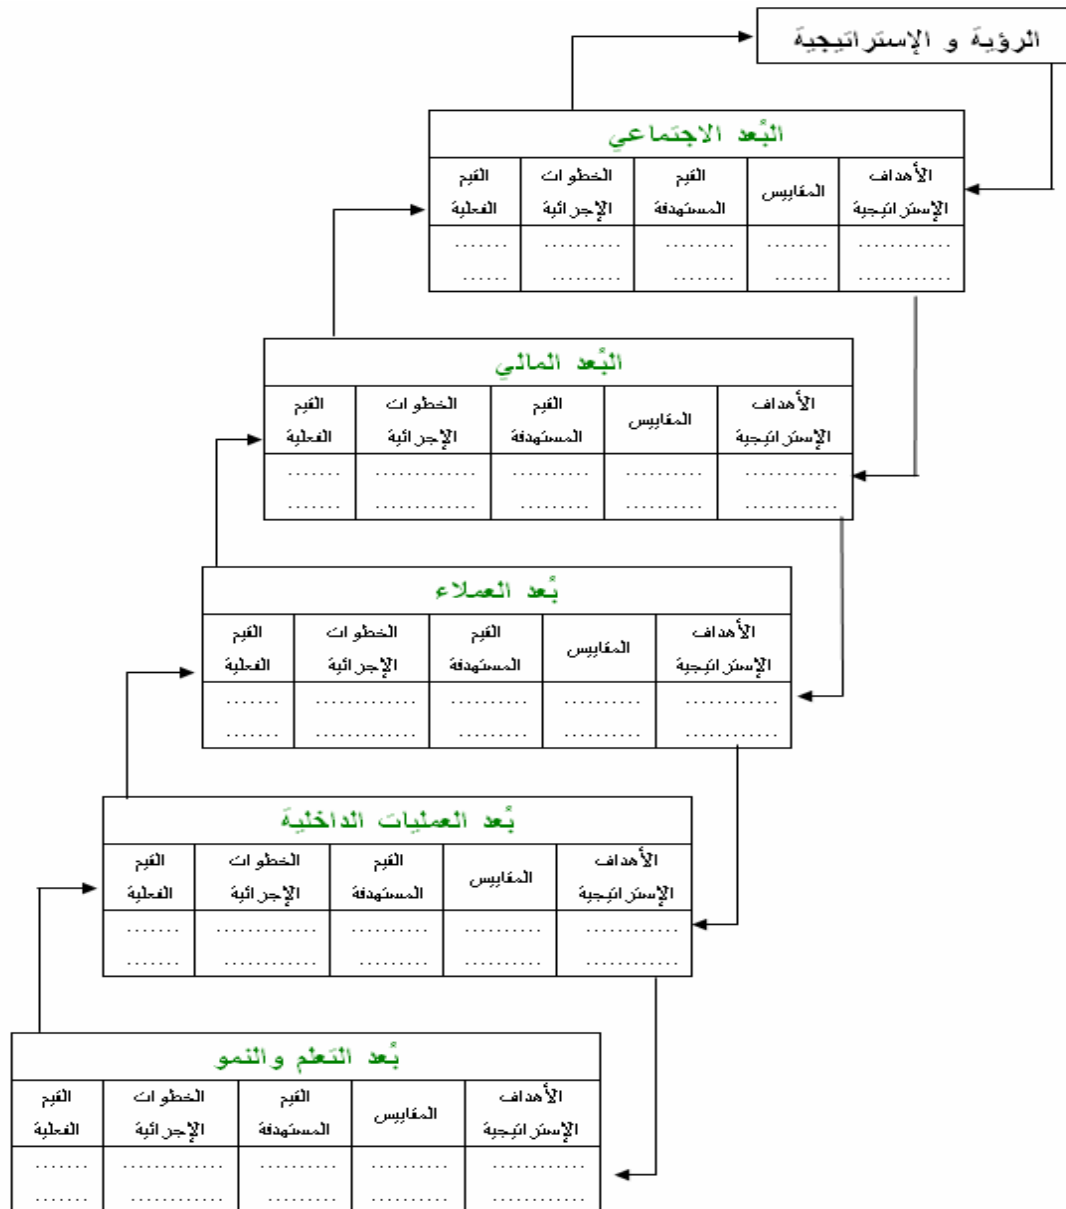 الرؤية و الإستراتيجية
البُعد الاجتماعي
الأهداف الإستراتيجية المقاييس القيم المستهدفة الخطوات الإجرائية القيم الفعلية
............ ........ ......... .......... .......
............ ........ ......... .......... ......
البُعد المالي
الأهداف الإستراتيجية المقاييس القيم المستهدفة الخطوات الإجرائية القيم الفعلية
............ .......... .......... ............. .......
............ .......... .......... ............. .......
بُعد العملاء
الأهداف الإستراتيجية المقاييس القيم المستهدفة الخطوات الإجرائية القيم الفعلية
............ .......... .......... ............. .......
............ .......... .......... ............. .......
بُعد العمليات الداخلية
الأهداف الإستراتيجية المقاييس القيم المستهدفة الخطوات الإجرائية القيم الفعلية
............ .......... .......... ............. .......
............ .......... .......... ............ .......
بُعد التعلم والنمو
الأهداف الإستراتيجية المقاييس القيم المستهدفة الخطوات الإجرائية القيم الفعلية
............ .......... .......... ............. .......
............ .......... .......... ............. .......